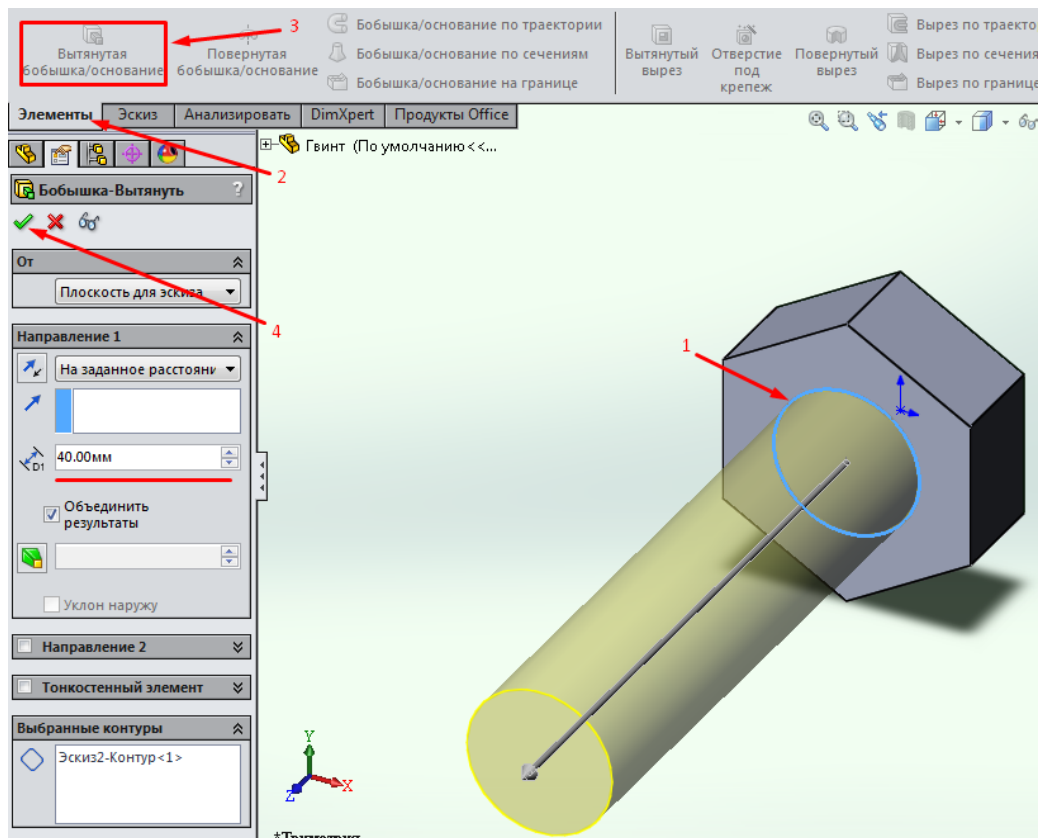 3
Вытянутая
бобышка/основание
Повернутая
бобышка/основание
Бобышка/основание по траектории
Бобышка/основание по сечениям
Бобышка/основание на границе
Вытянутый
вырез
Отверстие
под
крепеж
Повернутый
вырез
Вырез по траекто
Вырез по сечения
Вырез по границе
Элементы
Эскиз
Анализировать
DimXpert
Продукты Office
Гвинт (По умолчанию<<...
2
Бобышка-Вытянуть
?
От
Плоскость для эскиза
4
Направление 1
На заданное расстояни
1
D1
40.00мм
Объединить
результаты
Уклон наружу
Направление 2
Тонкостенный элемент
Выбранные контуры
Эскиз2-Контур<1>
Y
X
Z
*Триметрия